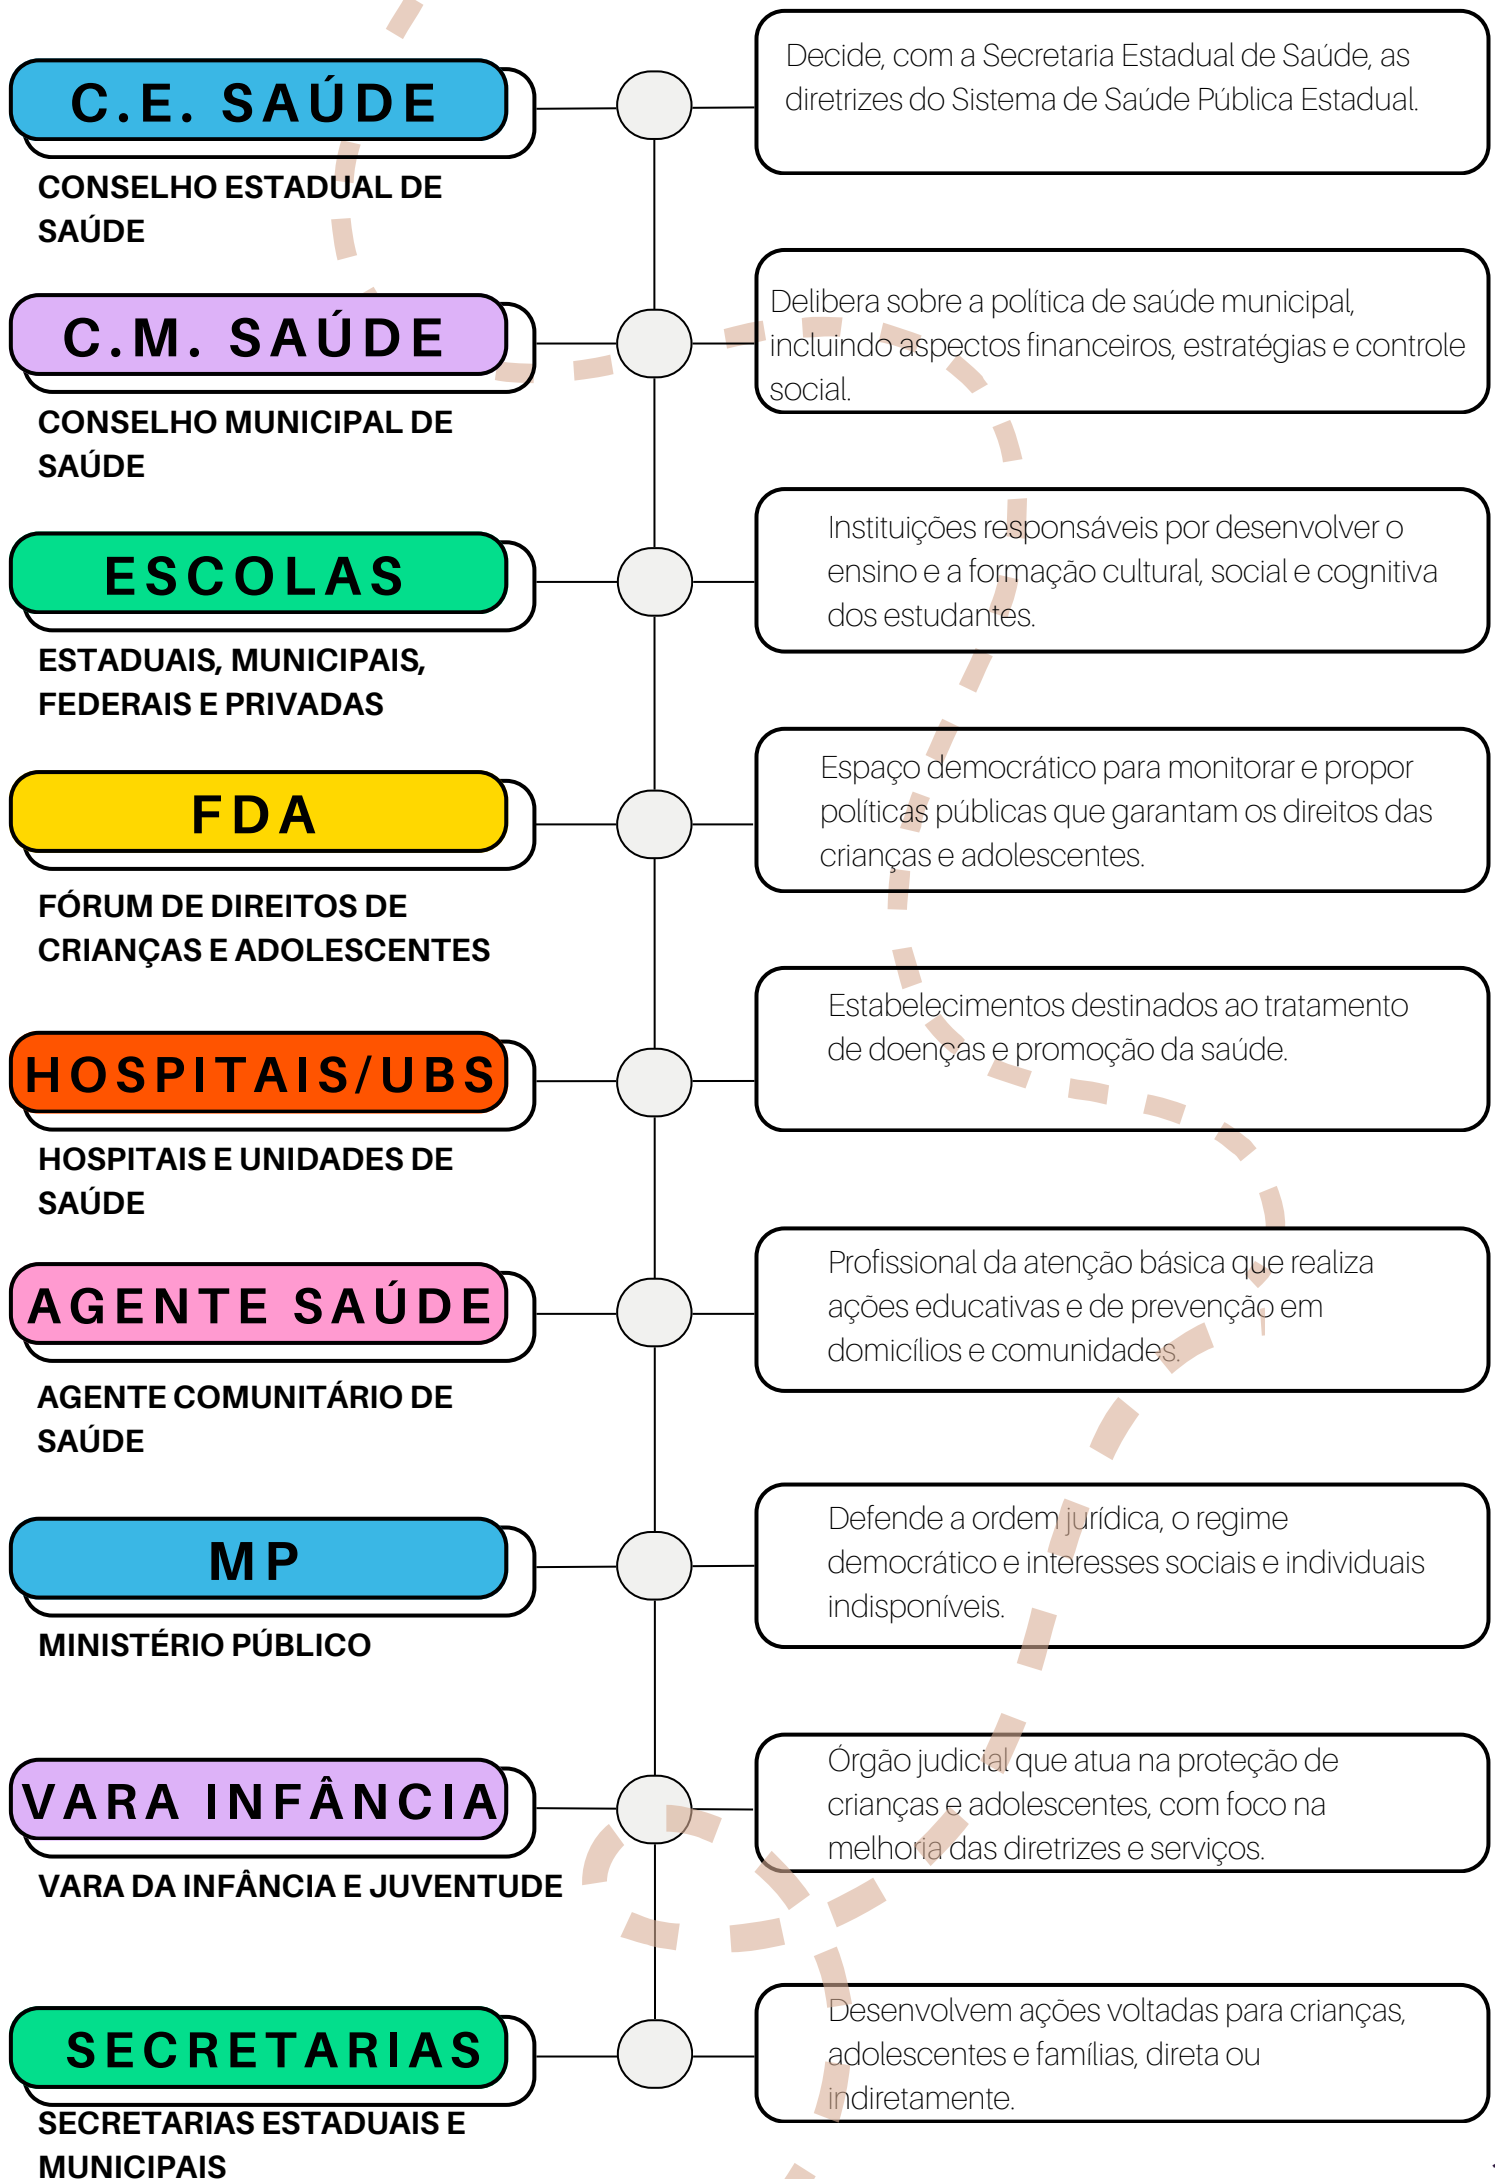 C.E. SAÚDE
CONSELHO ESTADUAL DE
SAÚDE
Decide, com a Secretaria Estadual de Saúde, as
diretrizes do Sistema de Saúde Pública Estadual.
C.M. SAÚDE
CONSELHO MUNICIPAL DE
SAÚDE
Delibera sobre a política de saúde municipal,
incluindo aspectos financeiros, estratégias e controle
social.
ESCOLAS
ESTADUAIS, MUNICIPAIS,
FEDERAIS E PRIVADAS
Instituições responsáveis por desenvolver o
ensino e a formação cultural, social e cognitiva
dos estudantes.
FDA
FÓRUM DE DIREITOS DE
CRIANÇAS E ADOLESCENTES
Espaço democrático para monitorar e propor
políticas públicas que garantam os direitos das
crianças e adolescentes.
HOSPITAIS/UBS
HOSPITAIS E UNIDADES DE
SAÚDE
Estabelecimentos destinados ao tratamento
de doenças e promoção da saúde.
AGENTE SAÚDE
AGENTE COMUNITÁRIO DE
SAÚDE
Profissional da atenção básica que realiza
ações educativas e de prevenção em
domicílios e comunidades.
MP
MINISTÉRIO PÚBLICO
Defende a ordem jurídica, o regime
democrático e interesses sociais e individuais
indisponíveis.
VARA INFÂNCIA
VARA DA INFÂNCIA E JUVENTUDE
Órgão judicial que atua na proteção de
crianças e adolescentes, com foco na
melhoria das diretrizes e serviços.
SECRETARIAS
SECRETARIAS ESTADUAIS E
MUNICIPAIS
Desenvolvem ações voltadas para crianças,
adolescentes e famílias, direta ou
indiretamente.